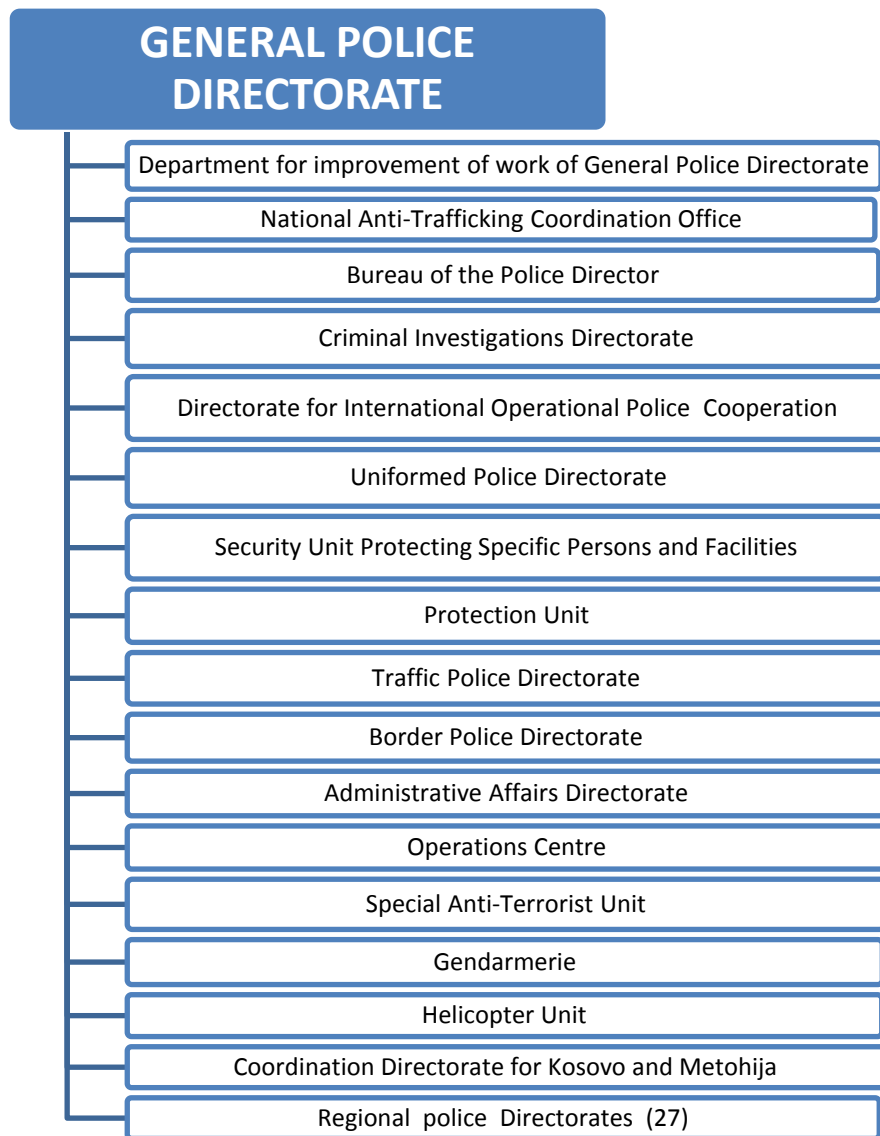 GENERAL POLICE
DIRECTORATE
Department for improvement of work of General Police Directorate
National Anti-Trafficking Coordination Office
Bureau of the Police Director
Criminal Investigations Directorate
Directorate for International Operational Police  Cooperation
Uniformed Police Directorate
Security Unit Protecting Specific Persons and Facilities
Protection Unit
Traffic Police Directorate
Border Police Directorate
Administrative Affairs Directorate
Operations Centre
Special Anti-Terrorist Unit
Gendarmerie
Helicopter Unit
Coordination Directorate for Kosovo and Metohija
Regional  police  Directorates  (27)